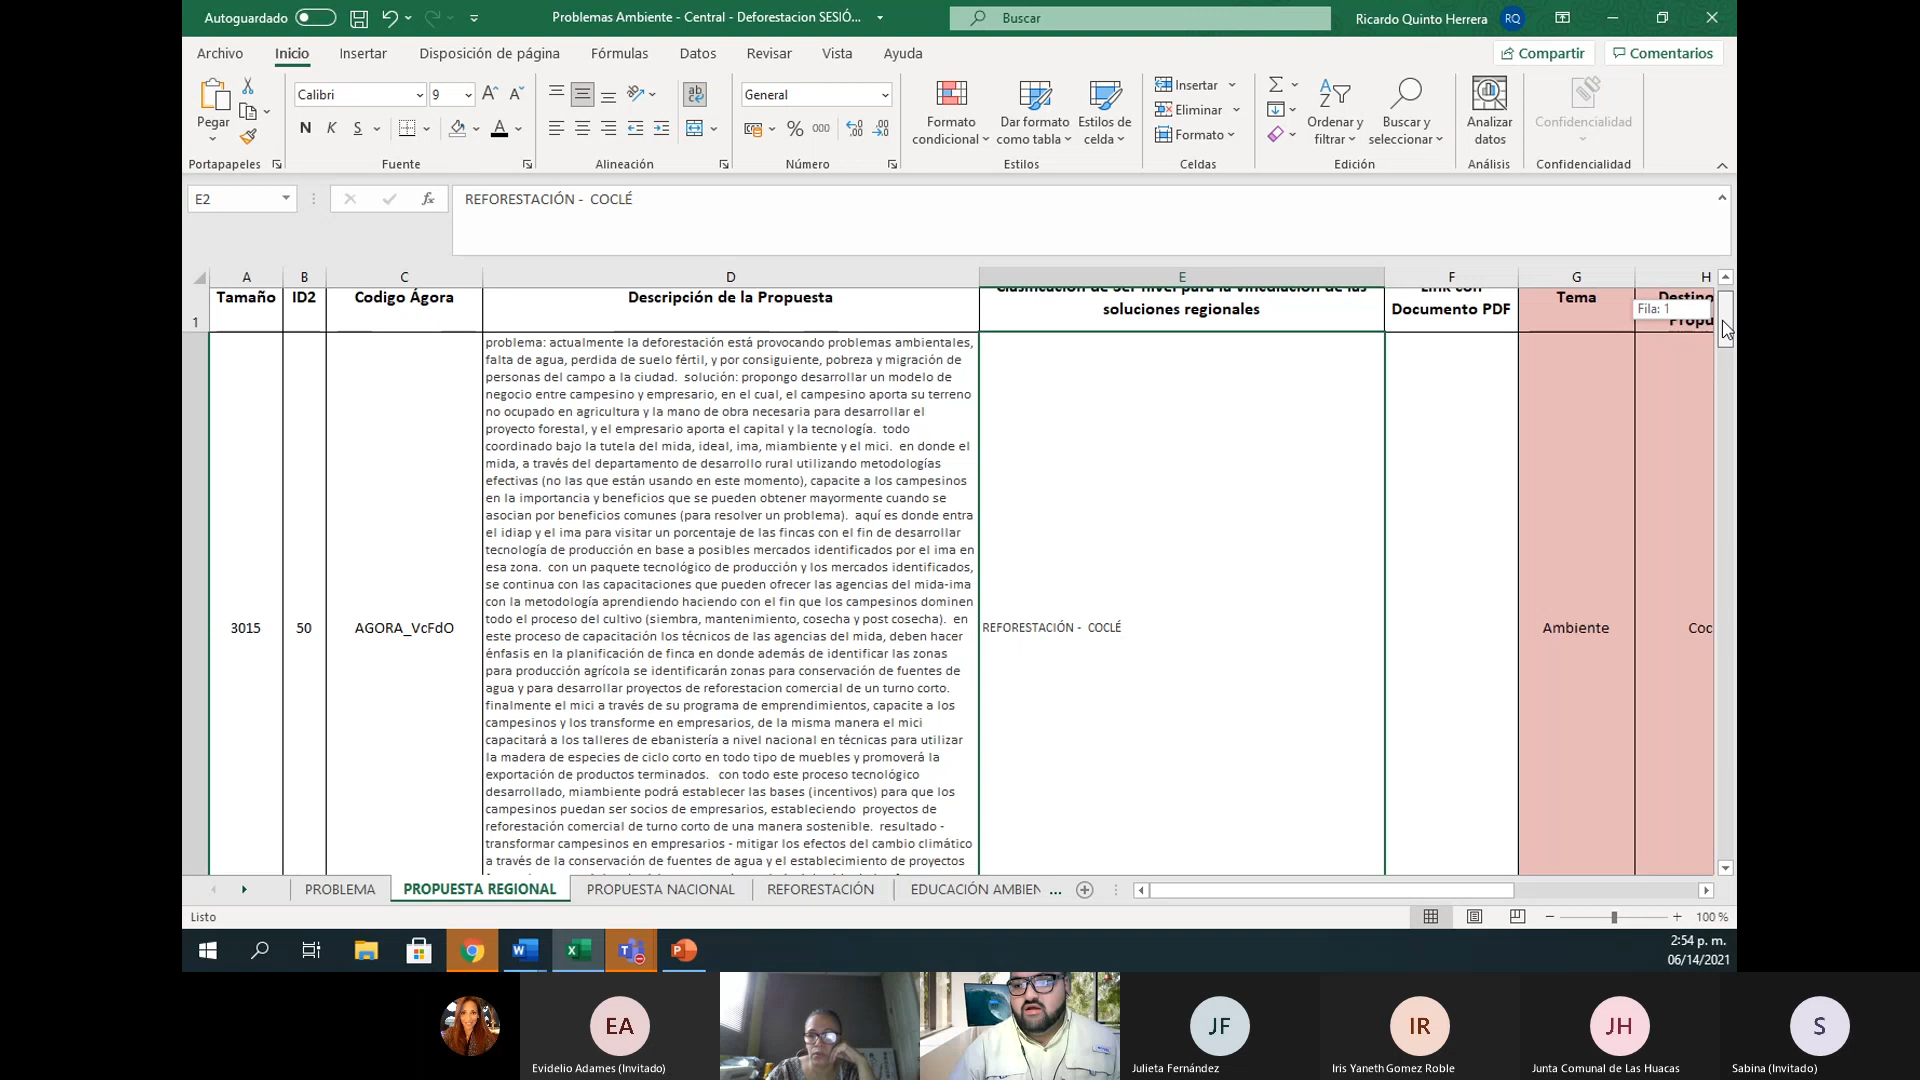 Autoguardado
Problemas Ambiente - Central - Deforestacion SESIÓ...
Buscar
Ricardo Quinto Herrera
RQ
Archivo
Inicio
Insertar
Disposición de página
Fórmulas
Datos
Revisar
Vista
Ayuda
Compartir
Comentarios
Pegar
Calibri
9
N K S
ab
General
% 000
Formato condicional
Dar formato como tabla
Estilos de celda
Insertar
Eliminar
Formato
Ordenar y filtrar
Buscar y seleccionar
Analizar datos
Confidencialidad
Portapapeles
Fuente
Alineación
Número
Estilos
Celdas
Edición
Análisis
Confidencialidad
E2
fx
REFORESTACIÓN - COCLÉ
A B C D E F G H
1
Tamaño
ID2
Codigo Ágora
Descripción de la Propuesta
Clasificación de 3er nivel para la vinculación de las
soluciones regionales
Link con
Documento PDF
Tema
Fila: 1
problema: actualmente la deforestación está provocando problemas ambientales,
falta de agua, perdida de suelo fértil, y por consiguiente, pobreza y migración de
personas del campo a la ciudad. solución: propongo desarrollar un modelo de
negocio entre campesino y empresario, en el cual, el campesino aporta su terreno
no ocupado en agricultura y la mano de obra necesaria para desarrollar el
proyecto forestal, y el empresario aporta el capital y la tecnología. todo
coordinado bajo la tutela del mida, ideal, ima, miambiente y el mici. en donde el
mida, a través del departamento de desarrollo rural utilizando metodologías
efectivas (no las que están usando en este momento), capacite a los campesinos
en la importancia y beneficios que se pueden obtener mayormente cuando se
asocian por beneficios comunes (para resolver un problema). aquí es donde entra
el idiap y el ima para visitar un porcentaje de las fincas con el fin de desarrollar
tecnología de producción en base a posibles mercados identificados por el ima en
esa zona. con un paquete tecnológico de producción y los mercados identificados,
se continua con las capacitaciones que pueden ofrecer las agencias del mida-ima
con la metodología aprendiendo haciendo con el fin que los campesinos dominen
todo el proceso del cultivo (siembra, mantenimiento, cosecha y post cosecha). en
este proceso de capacitación los técnicos de las agencias del mida, deben hacer
énfasis en la planificación de finca en donde además de identificar las zonas
para producción agrícola se identificarán zonas para conservación de fuentes de
agua y para desarrollar proyectos de reforestacion comercial de un turno corto.
finalmente el mici a través de su programa de emprendimientos, capacite a los
campesinos y los transforme en empresarios, de la misma manera el mici
capacitará a los talleres de ebanistería a nivel nacional en técnicas para utilizar
la madera de especies de ciclo corto en todo tipo de muebles y promoverá la
exportación de productos terminados. con todo este proceso tecnológico
desarrollado, miambiente podrá establecer las bases (incentivos) para que los
campesinos puedan ser socios de empresarios, estableciendo proyectos de
reforestación comercial de turno corto de una manera sostenible. resultado -
transformar campesinos en empresarios - mitigar los efectos del cambio climático
a través de la conservación de fuentes de agua y el establecimiento de proyectos
3015
50
AGORA_VcFdO
REFORESTACIÓN - COCLÉ
Ambiente
Coc
PROBLEMA
PROPUESTA REGIONAL
PROPUESTA NACIONAL
REFORESTACIÓN
EDUCACIÓN AMBIEN ...
Listo
100 %
2:54 p. m.
06/14/2021
EA
Evidelio Adames (Invitado)
JF
Julieta Fernández
IR
Iris Yaneth Gomez Roble
JH
Junta Comunal de Las Huacas
S
Sabina (Invitado)